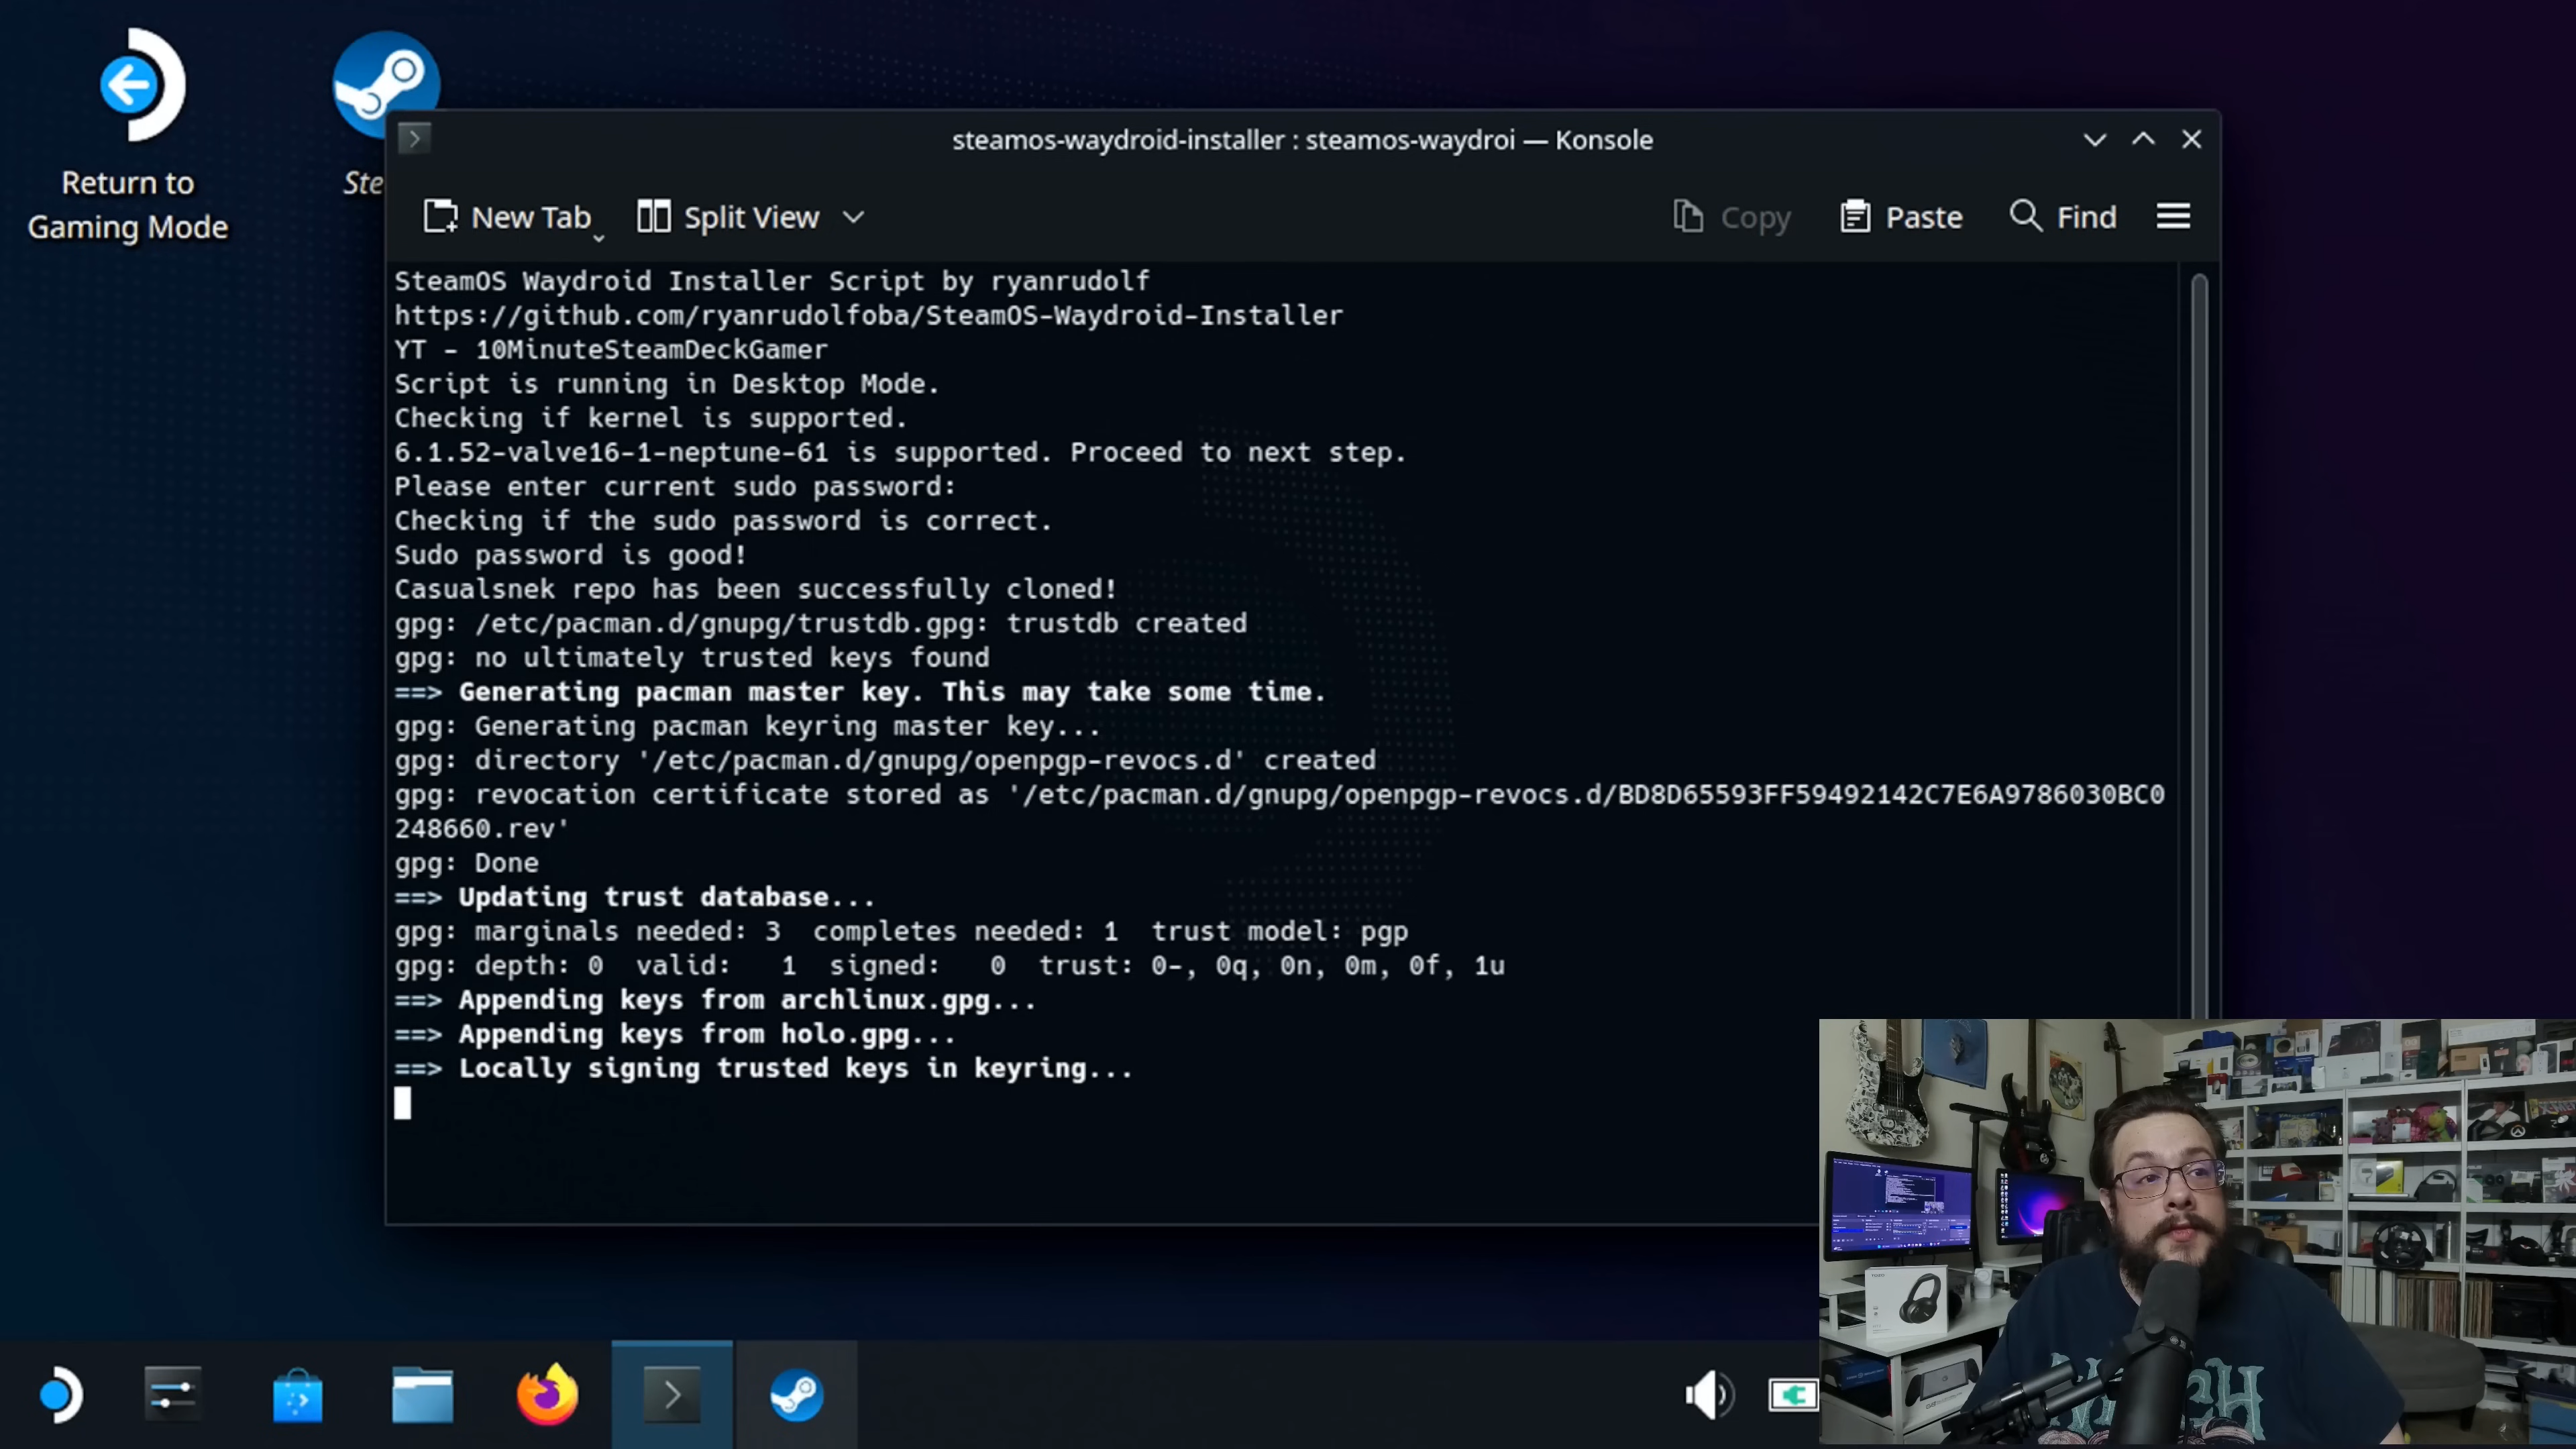 Return to
Gaming Mode
Ste
steamos-waydroid-installer : steamos-waydroi — Konsole
New Tab
Split View
Copy
Paste
Find
SteamOS Waydroid Installer Script by ryanrudolf
https://github.com/ryanrudolfoba/SteamOS-Waydroid-Installer
YT - 10MinuteSteamDeckGamer
Script is running in Desktop Mode.
Checking if kernel is supported.
6.1.52-valve16-1-neptune-61 is supported. Proceed to next step.
Please enter current sudo password:
Checking if the sudo password is correct.
Sudo password is good!
Casualsnek repo has been successfully cloned!
gpg: /etc/pacman.d/gnupg/trustdb.gpg: trustdb created
gpg: no ultimately trusted keys found
==> Generating pacman master key. This may take some time.
gpg: Generating pacman keyring master key...
gpg: directory '/etc/pacman.d/gnupg/openpgp-revocs.d' created
gpg: revocation certificate stored as '/etc/pacman.d/gnupg/openpgp-revocs.d/BD8D65593FF59492142C7E6A9786030BC0
248660.rev'
gpg: Done
==> Updating trust database...
gpg: marginals needed: 3  completes needed: 1  trust model: pgp
gpg: depth: 0  valid:   1  signed:   0  trust: 0-, 0q, 0n, 0m, 0f, 1u
==> Appending keys from archlinux.gpg...
==> Appending keys from holo.gpg...
==> Locally signing trusted keys in keyring...